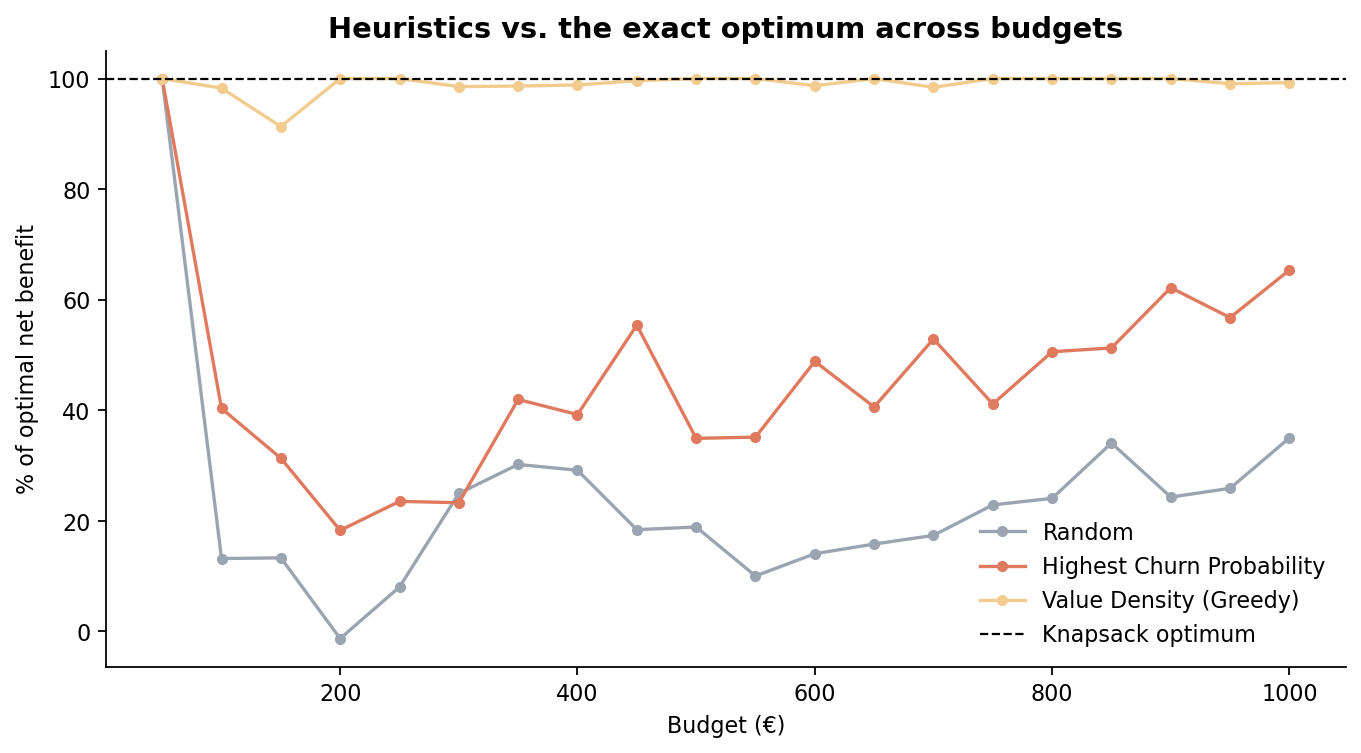 Heuristics vs. the exact optimum across budgets
% of optimal net benefit
100
80
60
40
20
0
200
400
600
800
1000
Budget (€)
Random
Highest Churn Probability
Value Density (Greedy)
Knapsack optimum